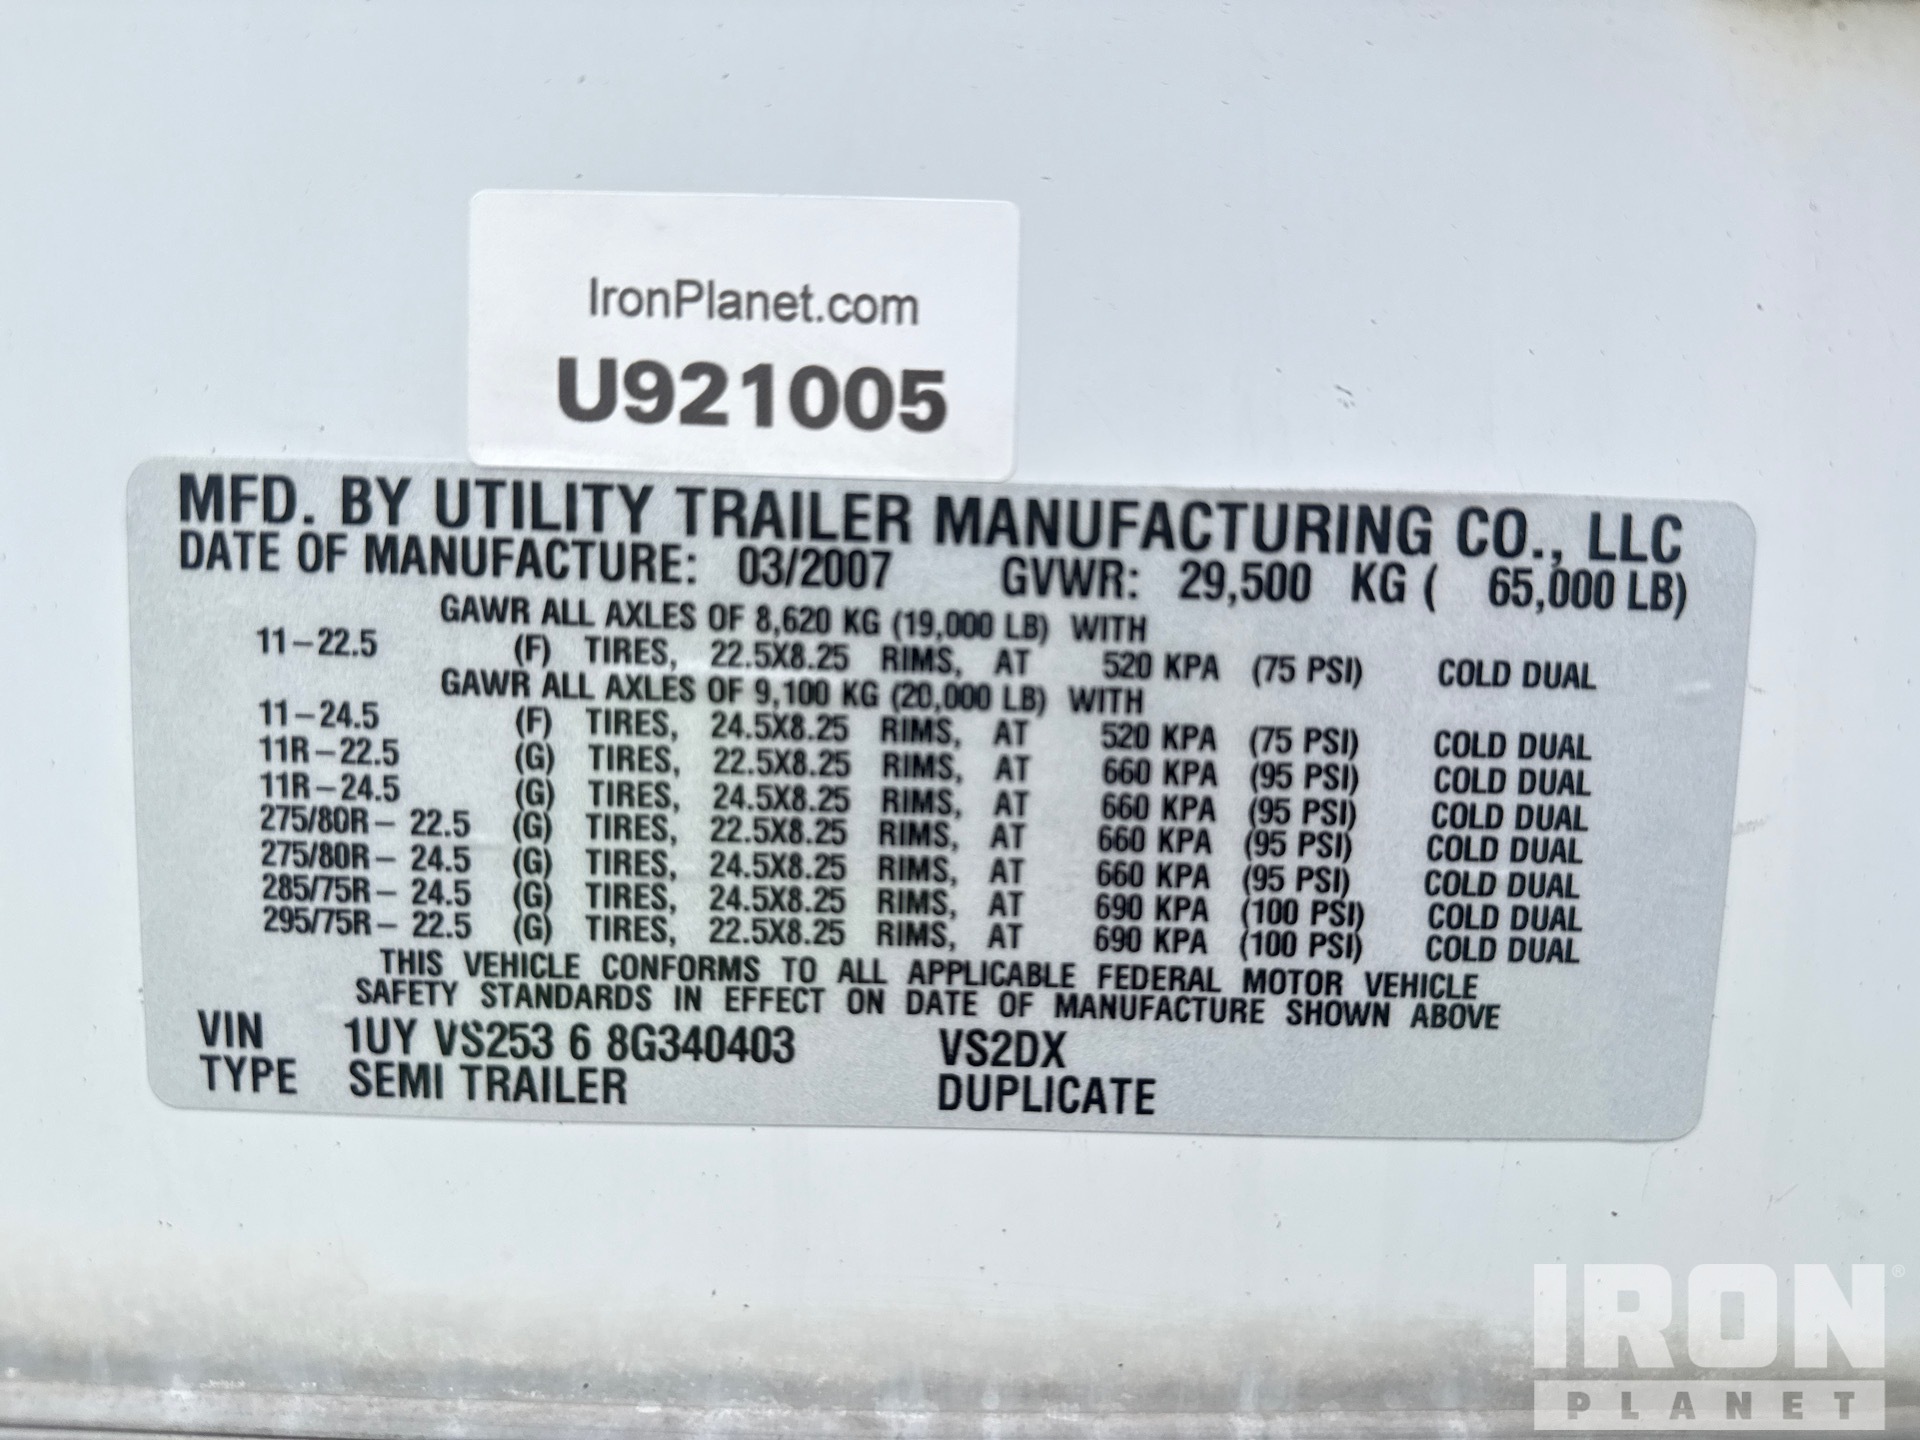 IronPlanet.com
U921005
MFD. BY UTILITY TRAILER MANUFACTURING CO., LLC
DATE OF MANUFACTURE: 03/2007 GVWR: 29,500 KG ( 65,000 LB)
GAWR ALL AXLES OF 8,620 KG (19,000 LB) WITH
11-22.5 (F) TIRES, 22.5X8.25 RIMS, AT 520 KPA (75 PSI) COLD DUAL
GAWR ALL AXLES OF 9,100 KG (20,000 LB) WITH
11-24.5 (F) TIRES, 24.5X8.25 RIMS, AT 520 KPA (75 PSI) COLD DUAL
11R-22.5 (G) TIRES, 22.5X8.25 RIMS, AT 660 KPA (95 PSI) COLD DUAL
11R-24.5 (G) TIRES, 24.5X8.25 RIMS, AT 660 KPA (95 PSI) COLD DUAL
275/80R- 22.5 (G) TIRES, 22.5X8.25 RIMS, AT 660 KPA (95 PSI) COLD DUAL
275/80R- 24.5 (G) TIRES, 24.5X8.25 RIMS, AT 660 KPA (95 PSI) COLD DUAL
285/75R- 24.5 (G) TIRES, 24.5X8.25 RIMS, AT 690 KPA (100 PSI) COLD DUAL
295/75R- 22.5 (G) TIRES, 22.5X8.25 RIMS, AT 690 KPA (100 PSI) COLD DUAL
THIS VEHICLE CONFORMS TO ALL APPLICABLE FEDERAL MOTOR VEHICLE
SAFETY STANDARDS IN EFFECT ON DATE OF MANUFACTURE SHOWN ABOVE
VIN 1UY VS253 6 8G340403 VS2DX
TYPE SEMI TRAILER DUPLICATE
IRON®
PLANET